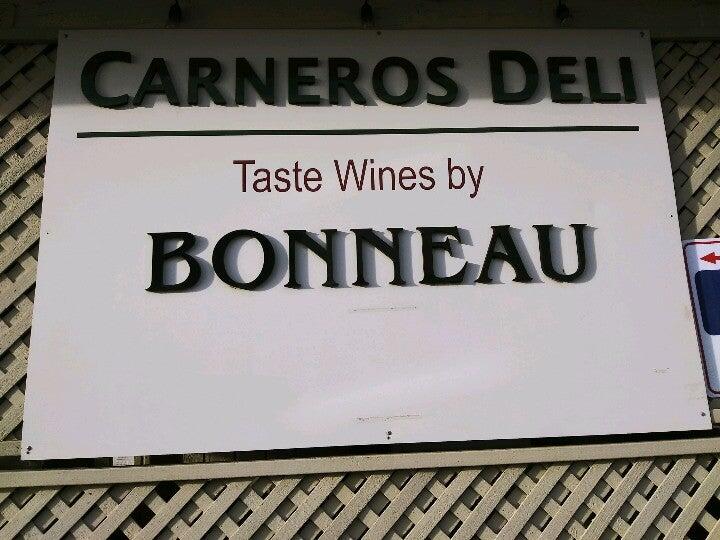 CARNEROS DELI
Taste Wines by
BONNEAU